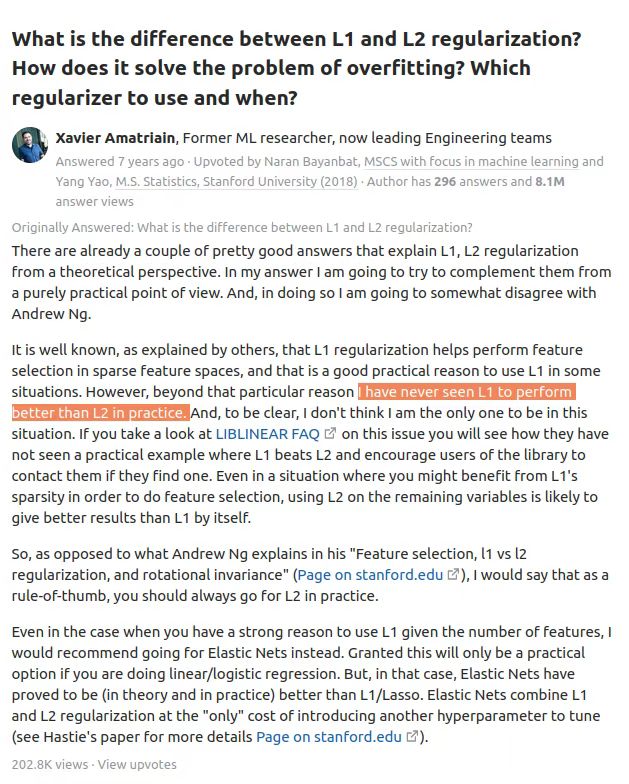 What is the difference between L1 and L2 regularization?
How does it solve the problem of overfitting? Which
regularizer to use and when?
Xavier Amatriain, Former ML researcher, now leading Engineering teams
Answered 7 years ago · Upvoted by Naran Bayanbat, MSCS with focus in machine learning and
Yang Yao, M.S. Statistics, Stanford University (2018) · Author has 296 answers and 8.1M
answer views
Originally Answered: What is the difference between L1 and L2 regularization?
There are already a couple of pretty good answers that explain L1, L2 regularization
from a theoretical perspective. In my answer I am going to try to complement them from
a purely practical point of view. And, in doing so I am going to somewhat disagree with
Andrew Ng.
It is well known, as explained by others, that L1 regularization helps perform feature
selection in sparse feature spaces, and that is a good practical reason to use L1 in some
situations. However, beyond that particular reason I have never seen L1 to perform
better than L2 in practice. And, to be clear, I don't think I am the only one to be in this
situation. If you take a look at LIBLINEAR FAQ on this issue you will see how they have
not seen a practical example where L1 beats L2 and encourage users of the library to
contact them if they find one. Even in a situation where you might benefit from L1's
sparsity in order to do feature selection, using L2 on the remaining variables is likely to
give better results than L1 by itself.
So, as opposed to what Andrew Ng explains in his "Feature selection, l1 vs l2
regularization, and rotational invariance" (Page on stanford.edu), I would say that as a
rule-of-thumb, you should always go for L2 in practice.
Even in the case when you have a strong reason to use L1 given the number of features, I
would recommend going for Elastic Nets instead. Granted this will only be a practical
option if you are doing linear/logistic regression. But, in that case, Elastic Nets have
proved to be (in theory and in practice) better than L1/Lasso. Elastic Nets combine L1
and L2 regularization at the "only" cost of introducing another hyperparameter to tune
(see Hastie's paper for more details Page on stanford.edu).
202.8K views · View upvotes